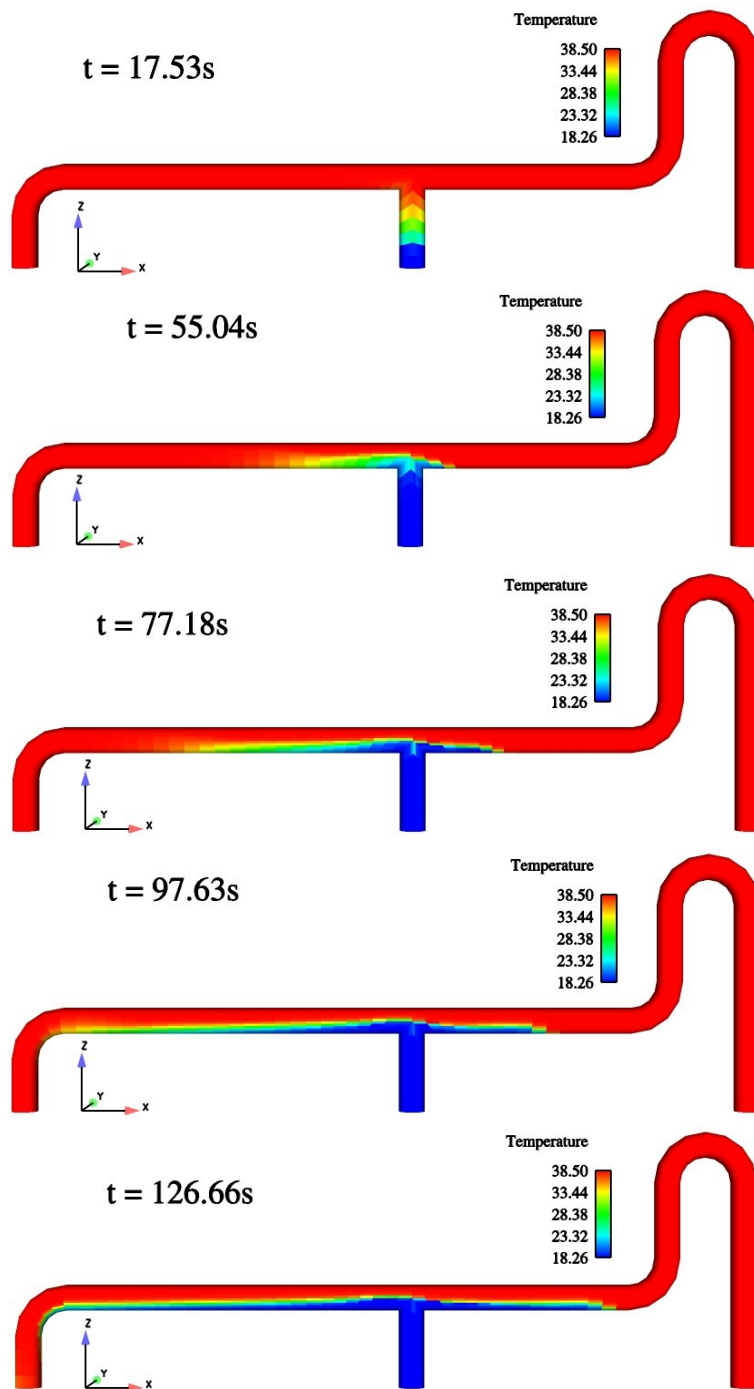 Temperature
t = 17.53s
38.50
33.44
28.38
23.32
18.26
Z
Y
X
Temperature
t = 55.04s
38.50
33.44
28.38
23.32
18.26
Z
Y
X
Temperature
t = 77.18s
38.50
33.44
28.38
23.32
18.26
Z
Y
X
Temperature
t = 97.63s
38.50
33.44
28.38
23.32
18.26
Z
Y
X
Temperature
t = 126.66s
38.50
33.44
28.38
23.32
18.26
Z
Y
X